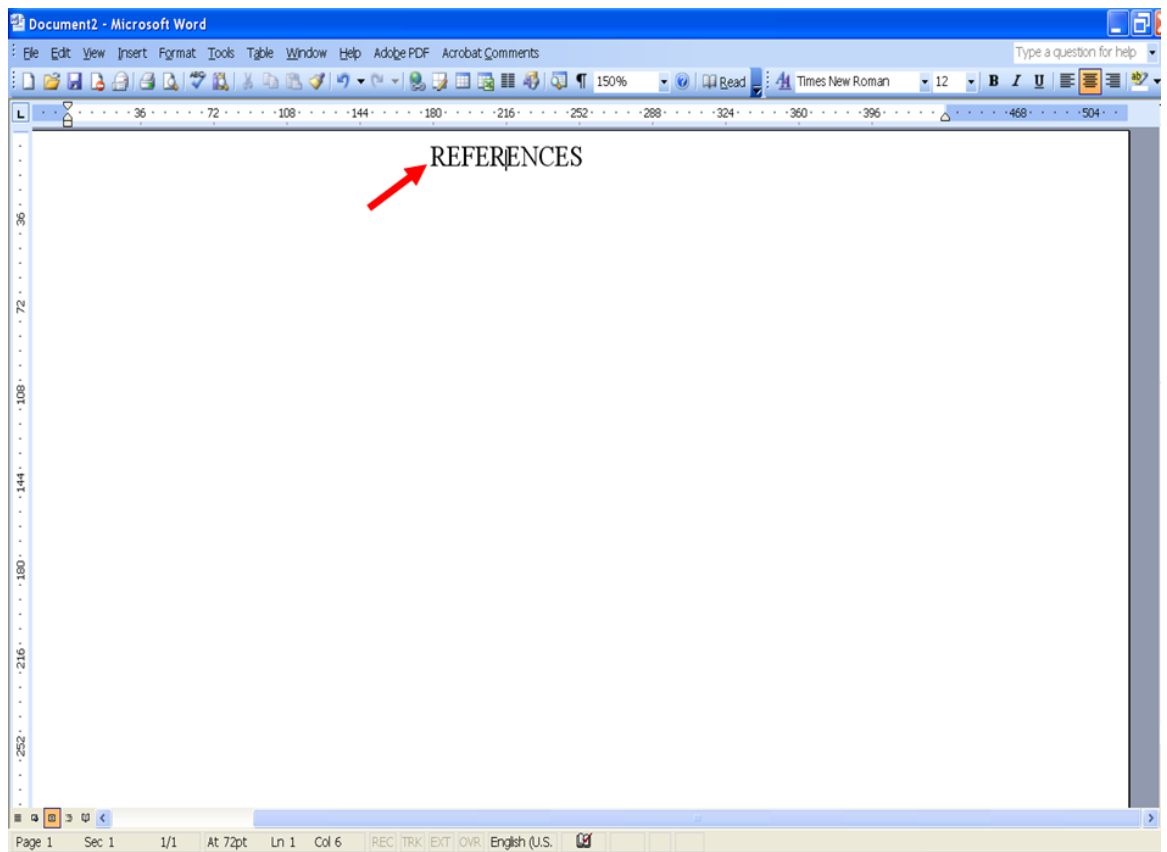 Document2 - Microsoft Word
File Edit View Insert Format Tools Table Window Help Adobe PDF Acrobat Comments Type a question for help
150% Read Times New Roman 12 B I U
L 36 72 108 144 180 216 252 288 324 360 396 468 504
REFERENCES
36
72
108
144
180
216
252
Page 1 Sec 1 1/1 At 72pt Ln 1 Col 6 REC TRK EXT OVR English (U.S.